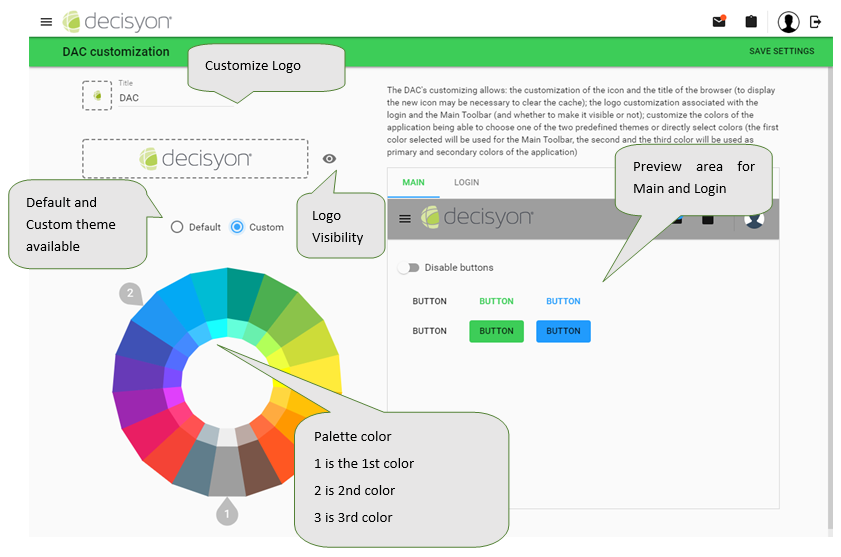 decisyon
DAC customization
SAVE SETTINGS
Customize Logo
Title
DAC
decisyon
Default and
Custom theme
available
Logo
Visibility
Default
Custom
The DAC's customizing allows: the customization of the icon and the title of the browser (to display
the new icon may be necessary to clear the cache); the logo customization associated with the
login and the Main Toolbar (and whether to make it visible or not); customize the colors of the
application being able to choose one of the two predefined themes or directly select colors (the first
color selected will be used for the Main Toolbar, the second and the third color will be used as
primary and secondary colors of the application)
Preview area for
Main and Login
MAIN LOGIN
decisyon
Disable buttons
BUTTON BUTTON BUTTON
BUTTON BUTTON BUTTON
2
1
Palette color
1 is the 1st color
2 is 2nd color
3 is 3rd color